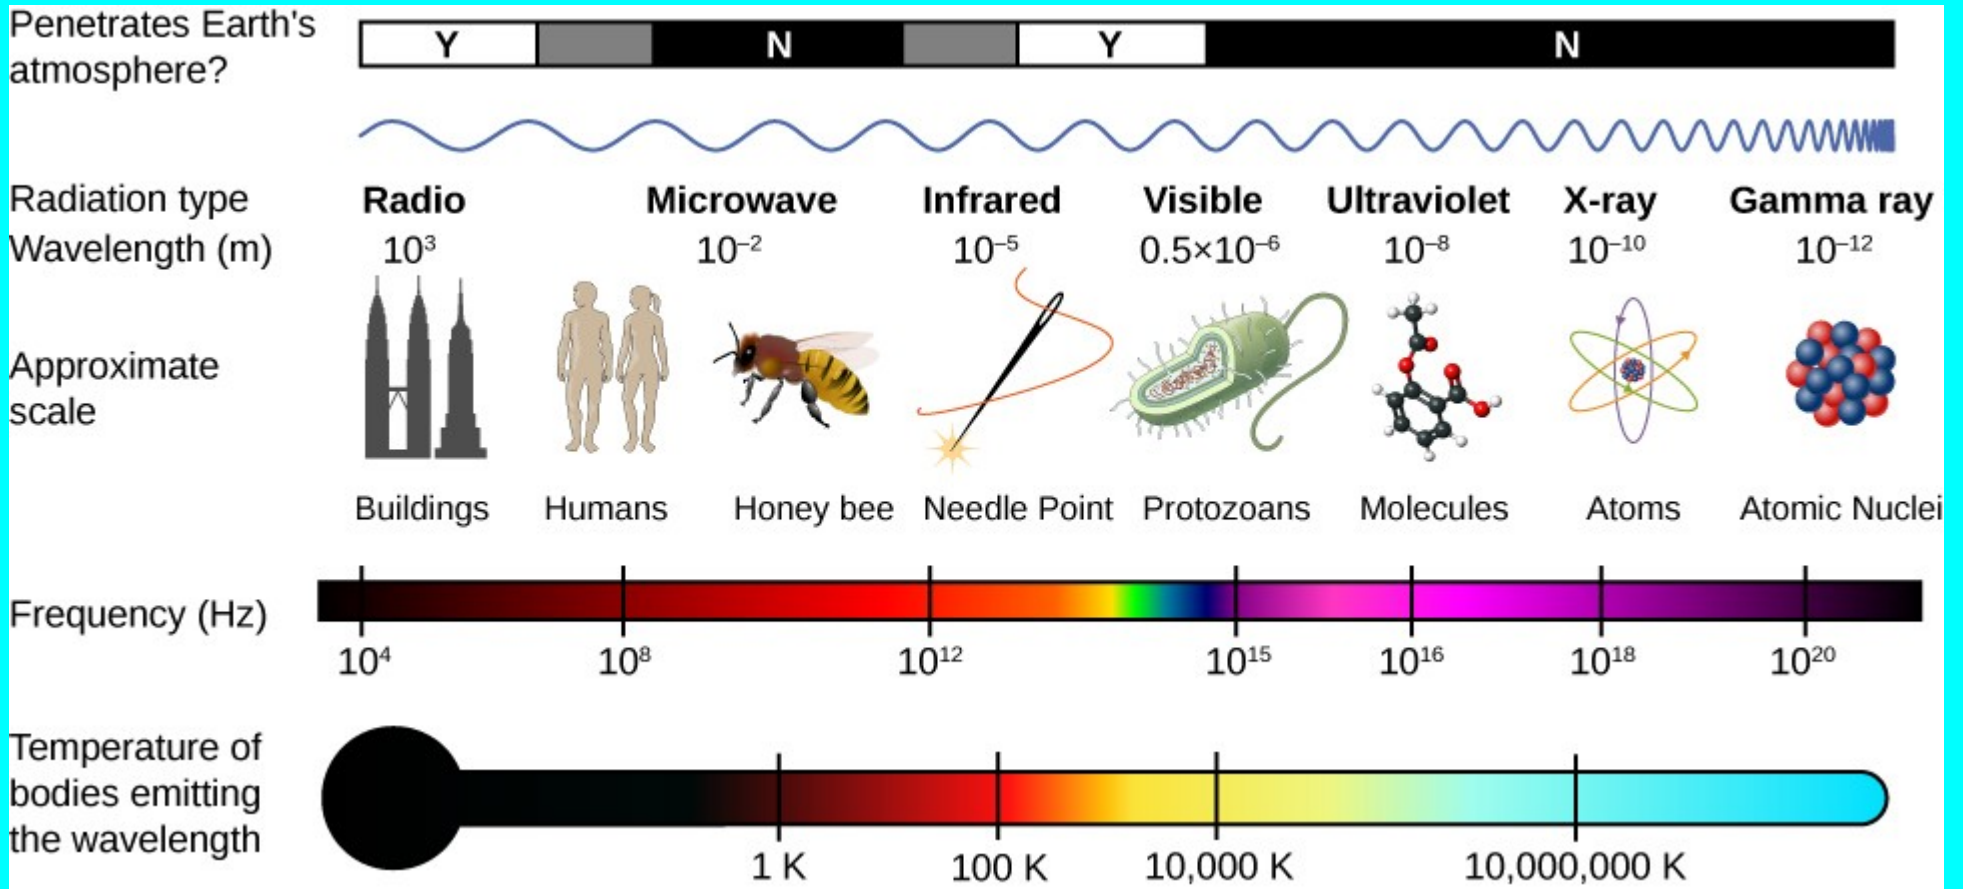 Penetrates Earth's
atmosphere?
Y N Y N
Radiation type Radio Microwave Infrared Visible Ultraviolet X-ray Gamma ray
Wavelength (m) 10³ 10⁻² 10⁻⁵ 0.5×10⁻⁶ 10⁻⁸ 10⁻¹⁰ 10⁻¹²
Approximate
scale
Buildings Humans Honey bee Needle Point Protozoans Molecules Atoms Atomic Nuclei
Frequency (Hz)
10⁴ 10⁸ 10¹² 10¹⁵ 10¹⁶ 10¹⁸ 10²⁰
Temperature of
bodies emitting
the wavelength
1 K 100 K 10,000 K 10,000,000 K